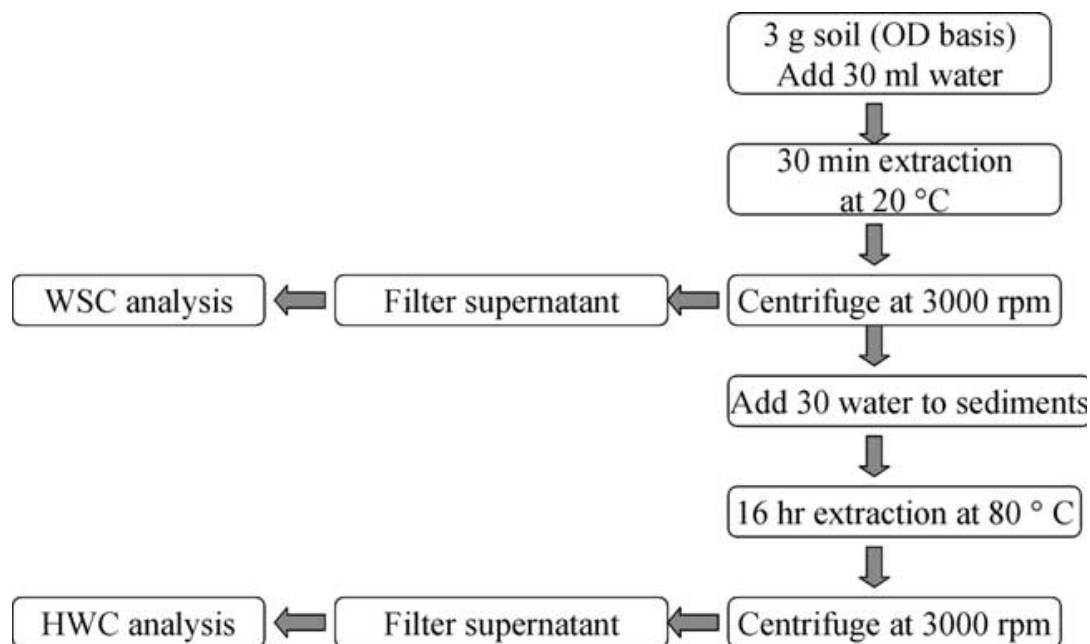 3 g soil (OD basis)
Add 30 ml water
30 min extraction
at 20 °C
WSC analysis
Filter supernatant
Centrifuge at 3000 rpm
Add 30 water to sediments
16 hr extraction at 80 ° C
HWC analysis
Filter supernatant
Centrifuge at 3000 rpm